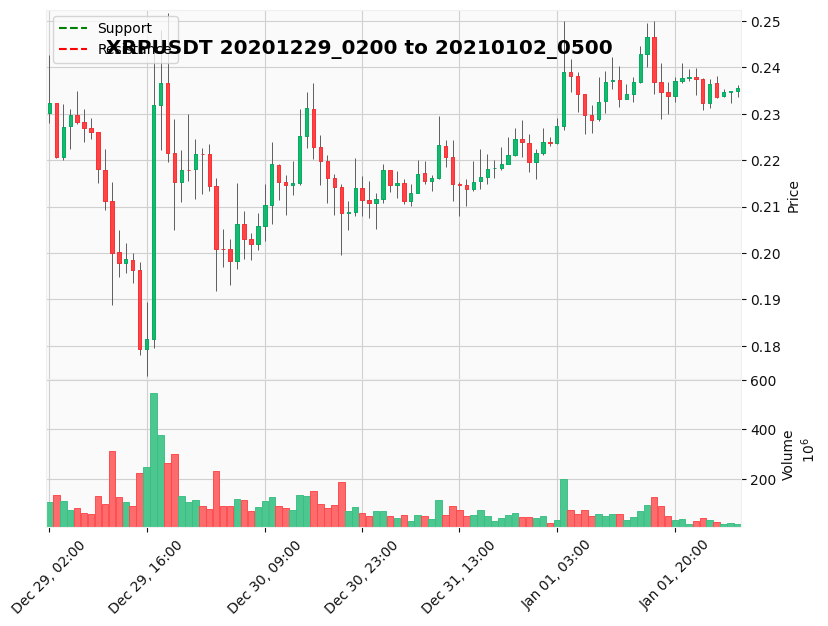 Support
Resistance
XRPUSDT 20201229_0200 to 20210102_0500
0.25
0.24
0.23
0.22
0.21
0.20
0.19
0.18
Price
600
400
200
Volume
10^6
Dec 29, 02:00
Dec 29, 16:00
Dec 30, 09:00
Dec 30, 23:00
Dec 31, 13:00
Jan 01, 03:00
Jan 01, 20:00